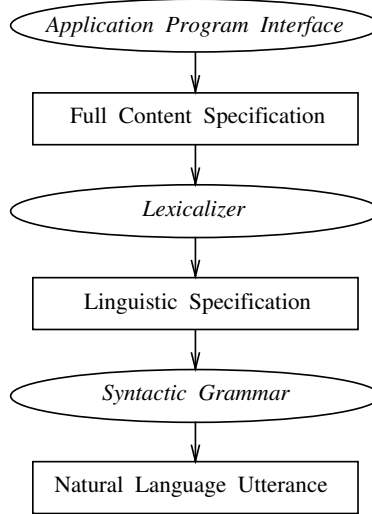 Application Program Interface
Full Content Specification
Lexicalizer
Linguistic Specification
Syntactic Grammar
Natural Language Utterance